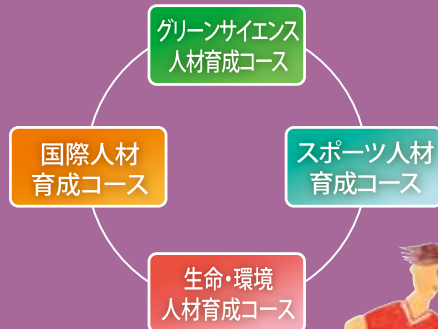 グリーンサイエンス
人材育成コース
国際人材
育成コース
スポーツ人材
育成コース
生命・環境
人材育成コース